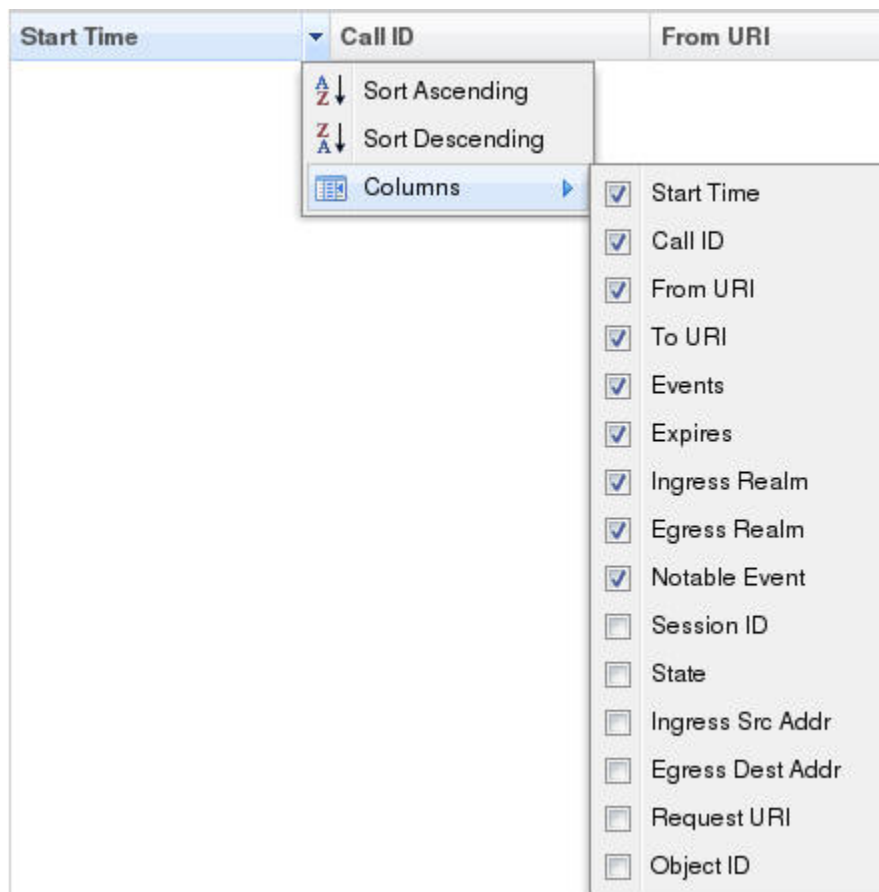 Start Time Call ID From URI
Sort Ascending
Sort Descending
Columns
Start Time
Call ID
From URI
To URI
Events
Expires
Ingress Realm
Egress Realm
Notable Event
Session ID
State
Ingress Src Addr
Egress Dest Addr
Request URI
Object ID